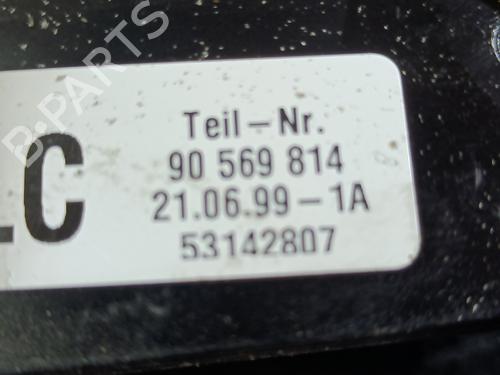 B-PARTS
LC
Teil-Nr.
90 569 814
21.06.99-1A
53142807